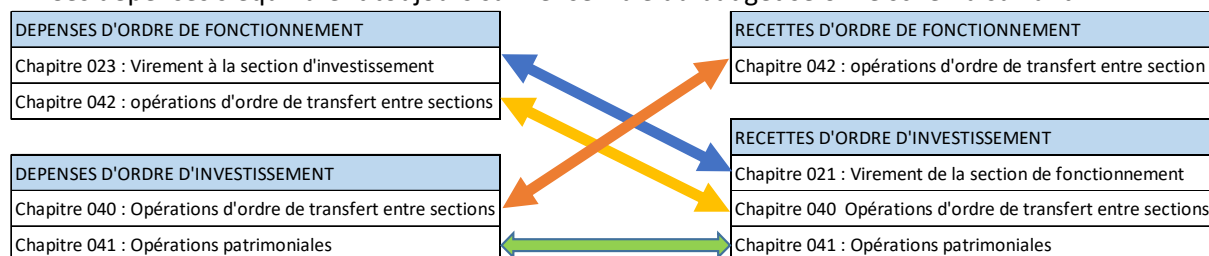 DEPENSES D'ORDRE DE FONCTIONNEMENT
Chapitre 023 : Virement à la section d'investissement
Chapitre 042 : opérations d'ordre de transfert entre sections
RECETTES D'ORDRE DE FONCTIONNEMENT
Chapitre 042 : opérations d'ordre de transfert entre section
DEPENSES D'ORDRE D'INVESTISSEMENT
Chapitre 040 : Opérations d'ordre de transfert entre sections
Chapitre 041 : Opérations patrimoniales
RECETTES D'ORDRE D'INVESTISSEMENT
Chapitre 021 : Virement de la section de fonctionnement
Chapitre 040 Opérations d'ordre de transfert entre sections
Chapitre 041 : Opérations patrimoniales